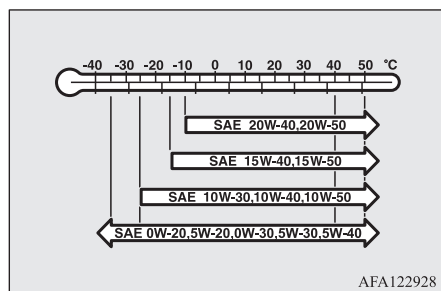 -40 -30 -20 -10 0 10 20 30 40 50 °C
SAE 20W-40,20W-50
SAE 15W-40,15W-50
SAE 10W-30,10W-40,10W-50
SAE 0W-20,5W-20,0W-30,5W-30,5W-40
AFA122928